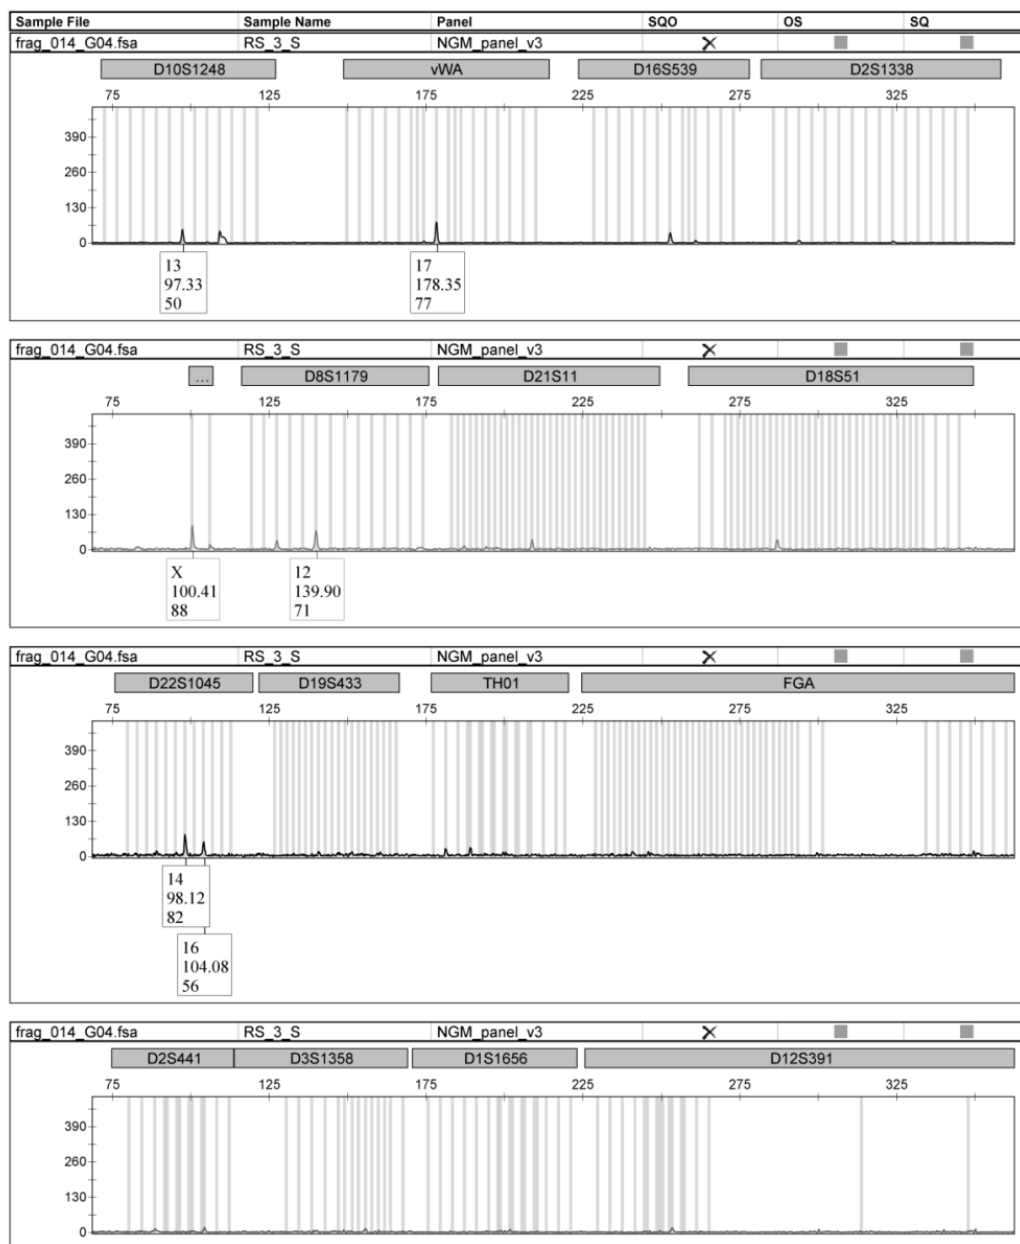 Sample File Sample Name Panel SQO OS SQ
frag_014_G04.fsa RS_3_S NGM_panel_v3
D10S1248 vWA D16S539 D2S1338
75 125 175 225 275 325
390
260
130
0
13 17
97.33 178.35
50 77
frag_014_G04.fsa RS_3_S NGM_panel_v3
... D8S1179 D21S11 D18S51
75 125 175 225 275 325
390
260
130
0
X 12
100.41 139.90
88 71
frag_014_G04.fsa RS_3_S NGM_panel_v3
D22S1045 D19S433 TH01 FGA
75 125 175 225 275 325
390
260
130
0
14
98.12
82
16
104.08
56
frag_014_G04.fsa RS_3_S NGM_panel_v3
D2S441 D3S1358 D1S1656 D12S391
75 125 175 225 275 325
390
260
130
0